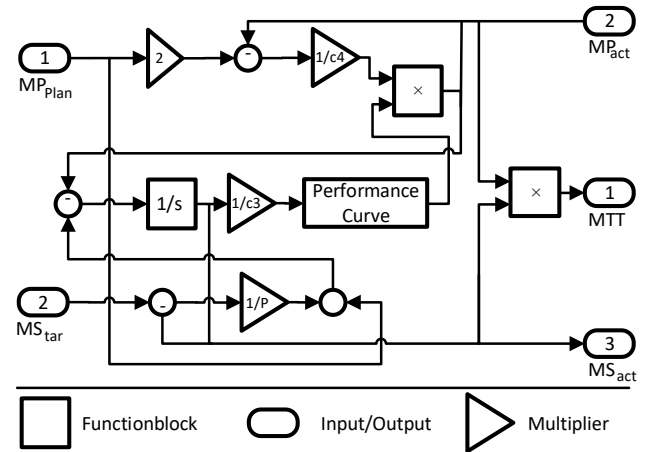 1
MP_Plan
2
-
1/c4
×
2
MP_act
-
1/s
1/c3
Performance
Curve
×
1
MTT
2
MS_tar
-
1/P
3
MS_act
Functionblock
Input/Output
Multiplier